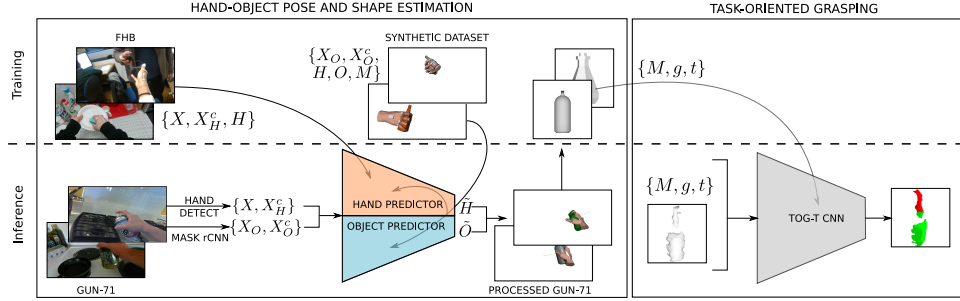 HAND-OBJECT POSE AND SHAPE ESTIMATION
TASK-ORIENTED GRASPING
Training
FHB
{X, X_H^c, H}
SYNTHETIC DATASET
{X_O, X_O^c,
H, O, M}
{M, g, t}
Inference
HAND
DETECT
MASK rCNN
GUN-71
{X, X_H^c}
{X_O, X_O^c}
HAND PREDICTOR
OBJECT PREDICTOR
H̃
Õ
PROCESSED GUN-71
{M, g, t}
TOG-T CNN